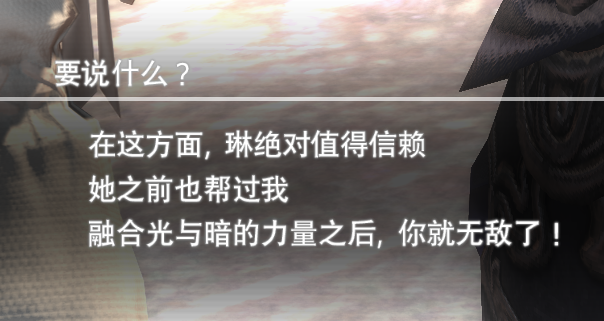 要说什么？
在这方面，琳绝对值得信赖
她之前也帮过我
融合光与暗的力量之后，你就无敌了！